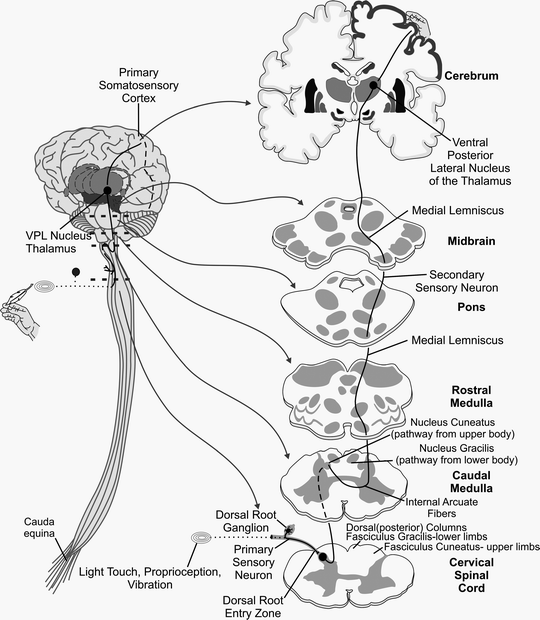 Primary
Somatosensory
Cortex
Cerebrum
Ventral
Posterior
Lateral Nucleus
of the Thalamus
Medial Lemniscus
Midbrain
VPL Nucleus
Thalamus
Secondary
Sensory Neuron
Pons
Medial Lemniscus
Rostral
Medulla
Nucleus Cuneatus
(pathway from upper body)
Nucleus Gracilis
(pathway from lower body)
Caudal
Medulla
Internal Arcuate
Fibers
Dorsal Root
Ganglion
Dorsal(posterior) Columns
Fasciculus Gracilis-lower limbs
Fasciculus Cuneatus- upper limbs
Cauda
equina
Primary
Sensory
Neuron
Light Touch, Proprioception,
Vibration
Cervical
Spinal
Cord
Dorsal Root
Entry Zone